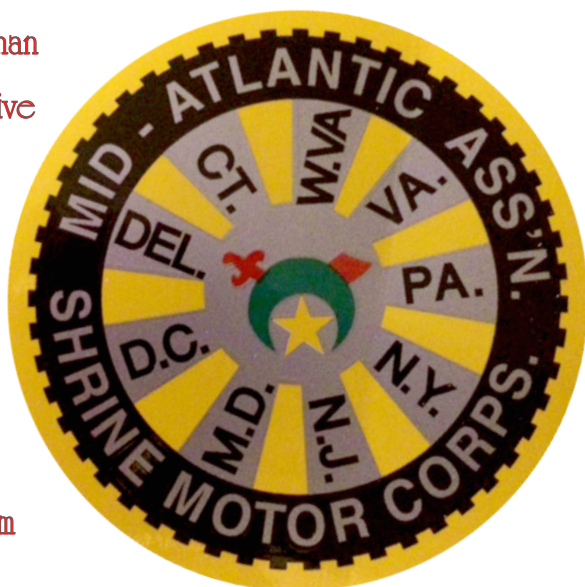 MID - ATLANTIC ASS'N.
SHRINE MOTOR CORPS.
W.VA
VA.
PA.
N.Y.
N.J.
M.D.
D.C.
DEL.
CT.